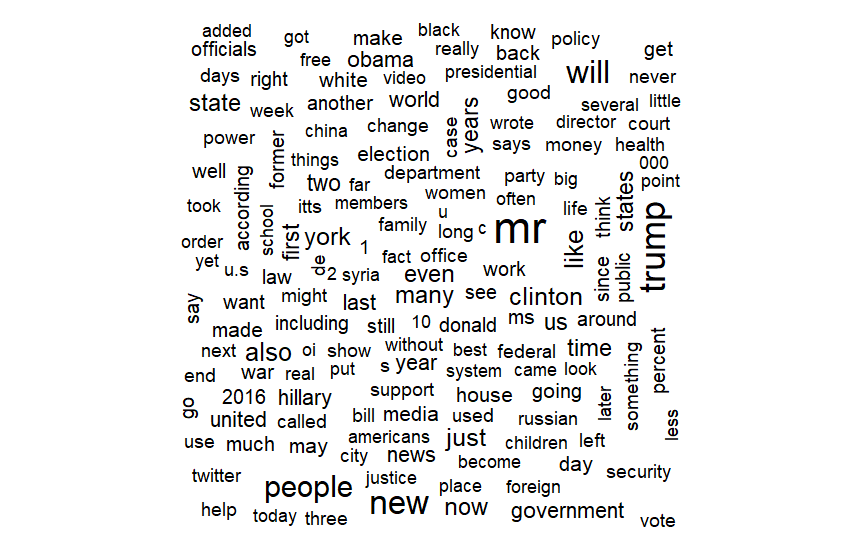 added got make black know policy
officials free obama really back get
days right white video presidential will never
state week another world good several little
power china change case years wrote director court
former things election says money health
well two far department party big 000 point
took according school itts members women often life think states
order first york 1 family u long c mr like trump
yet u.s law de 2 syria fact office even work since public
say want might last many see clinton
made including still 10 donald ms us around
next also oi show without best federal time percent
end war real put s year system came look something
go 2016 hillary support house going later
united called bill media used russian less
use much may americans city news just children left
twitter justice become day security
people place foreign
help today three new now government vote